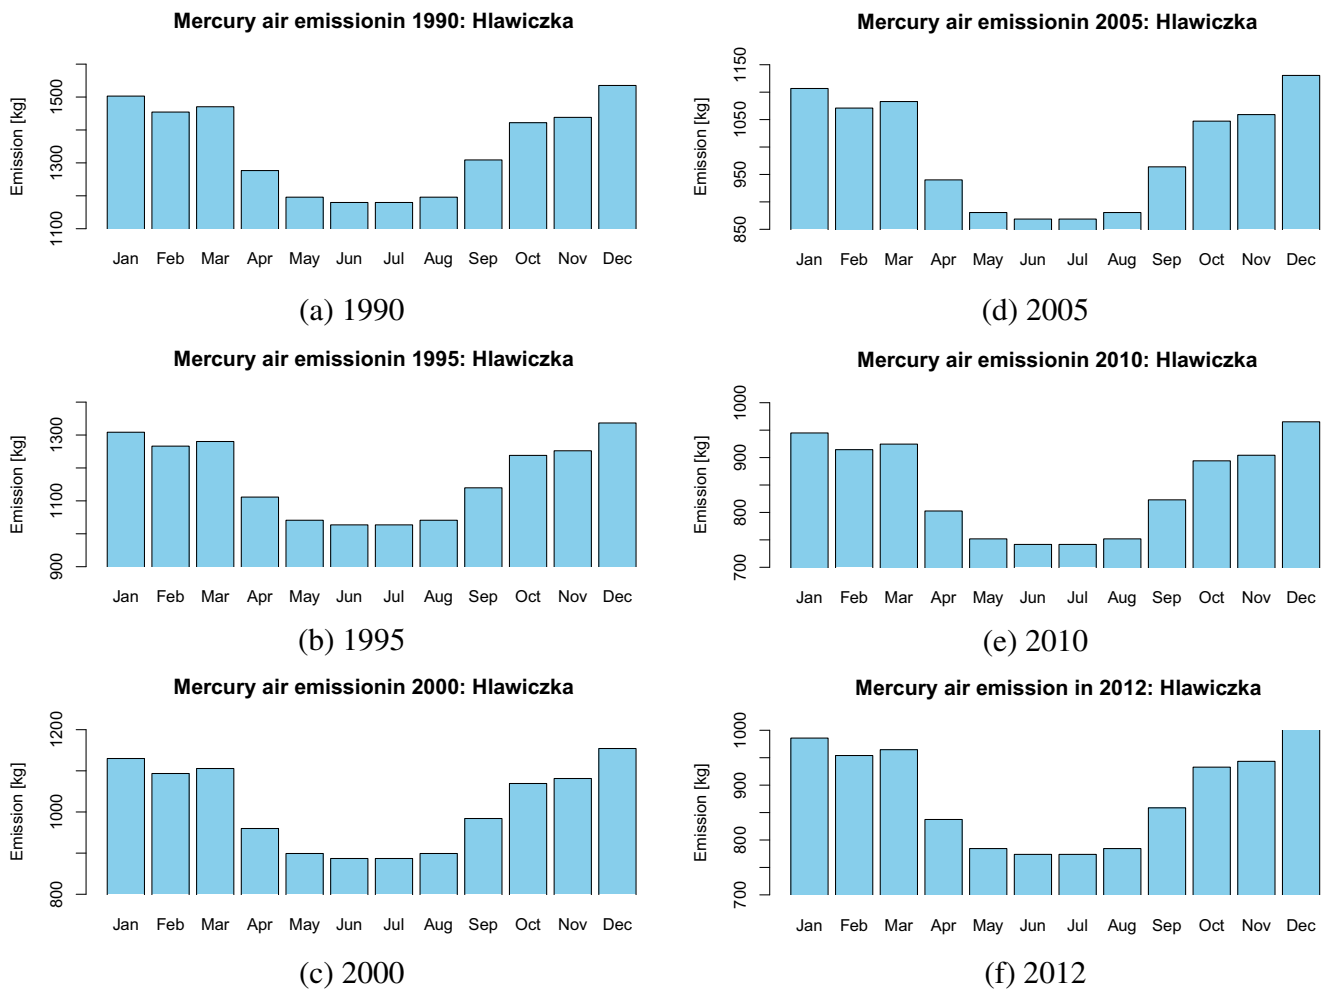 Mercury air emissionin 1990: Hlawiczka
Emission [kg]
1500
1300
1100
Jan Feb Mar Apr May Jun Jul Aug Sep Oct Nov Dec
(a) 1990
Mercury air emissionin 1995: Hlawiczka
Emission [kg]
1300
1100
900
Jan Feb Mar Apr May Jun Jul Aug Sep Oct Nov Dec
(b) 1995
Mercury air emissionin 2000: Hlawiczka
Emission [kg]
1200
1000
800
Jan Feb Mar Apr May Jun Jul Aug Sep Oct Nov Dec
(c) 2000
Mercury air emissionin 2005: Hlawiczka
Emission [kg]
1150
1050
950
850
Jan Feb Mar Apr May Jun Jul Aug Sep Oct Nov Dec
(d) 2005
Mercury air emissionin 2010: Hlawiczka
Emission [kg]
1000
900
800
700
Jan Feb Mar Apr May Jun Jul Aug Sep Oct Nov Dec
(e) 2010
Mercury air emission in 2012: Hlawiczka
Emission [kg]
1000
900
800
700
Jan Feb Mar Apr May Jun Jul Aug Sep Oct Nov Dec
(f) 2012